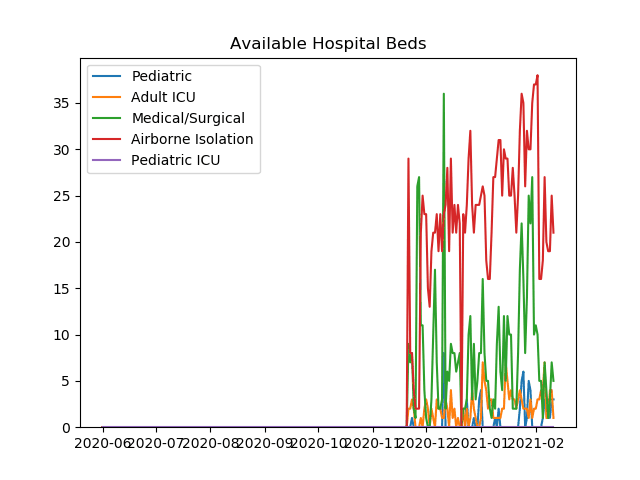 Available Hospital Beds
Pediatric
Adult ICU
Medical/Surgical
Airborne Isolation
Pediatric ICU
35
30
25
20
15
10
5
0
2020-06 2020-07 2020-08 2020-09 2020-10 2020-11 2020-12 2021-01 2021-02